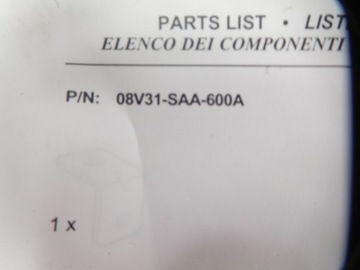 PARTS LIST • LIST
ELENCO DEI COMPONENTI
P/N: 08V31-SAA-600A
1 x